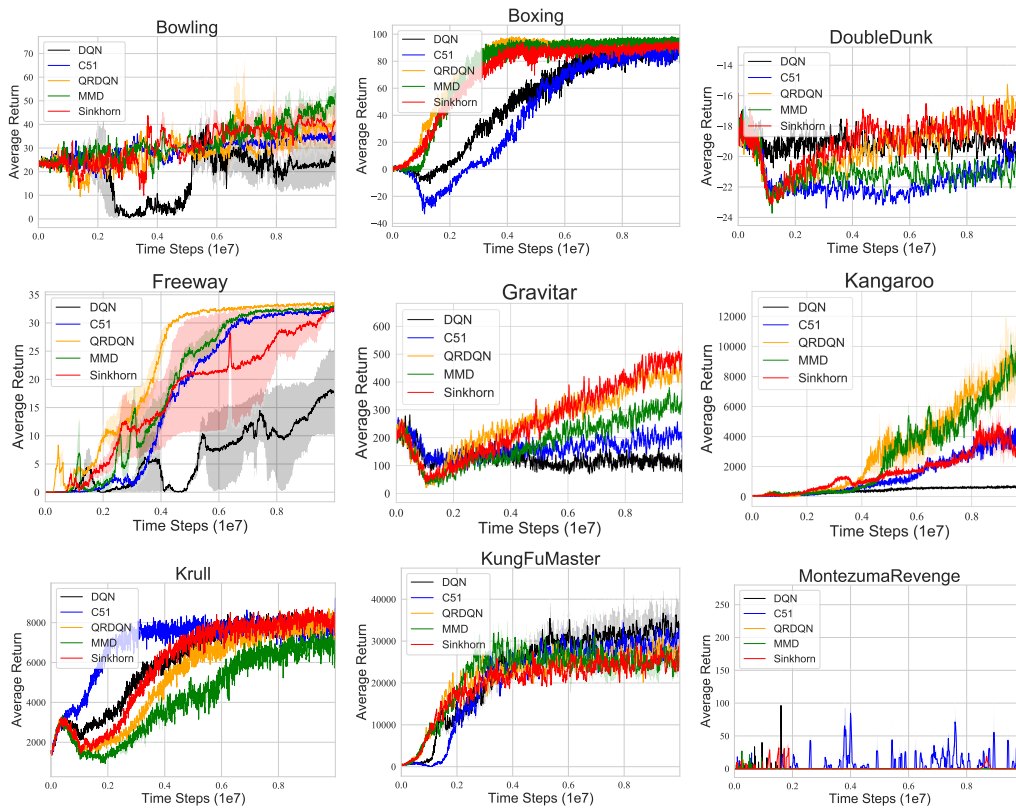 Bowling
Average Return
70
60
50
40
30
20
10
0
DQN
C51
QRDQN
MMD
Sinkhorn
0.0 0.2 0.4 0.6 0.8
Time Steps (1e7)
Boxing
Average Return
100
80
60
40
20
0
−20
−40
DQN
C51
QRDQN
MMD
Sinkhorn
0.0 0.2 0.4 0.6 0.8
Time Steps (1e7)
DoubleDunk
Average Return
−14
−16
−18
−20
−22
−24
DQN
C51
QRDQN
MMD
Sinkhorn
0.0 0.2 0.4 0.6 0.8
Time Steps (1e7)
Freeway
Average Return
35
30
25
20
15
10
5
0
DQN
C51
QRDQN
MMD
Sinkhorn
0.0 0.2 0.4 0.6 0.8
Time Steps (1e7)
Gravitar
Average Return
600
500
400
300
200
100
0
DQN
C51
QRDQN
MMD
Sinkhorn
0.0 0.2 0.4 0.6 0.8
Time Steps (1e7)
Kangaroo
Average Return
12000
10000
8000
6000
4000
2000
0
DQN
C51
QRDQN
MMD
Sinkhorn
0.0 0.2 0.4 0.6 0.8
Time Steps (1e7)
Krull
Average Return
8000
6000
4000
2000
DQN
C51
QRDQN
MMD
Sinkhorn
0.0 0.2 0.4 0.6 0.8
Time Steps (1e7)
KungFuMaster
Average Return
40000
30000
20000
10000
0
DQN
C51
QRDQN
MMD
Sinkhorn
0.0 0.2 0.4 0.6 0.8
Time Steps (1e7)
MontezumaRevenge
Average Return
250
200
150
100
50
0
DQN
C51
QRDQN
MMD
Sinkhorn
0.0 0.2 0.4 0.6 0.8
Time Steps (1e7)